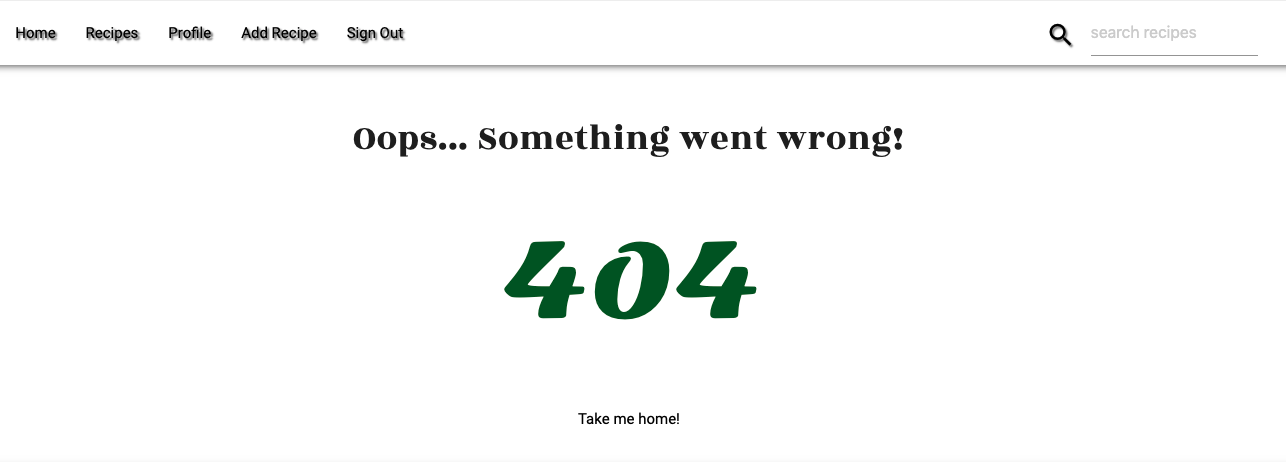 Home Recipes Profile Add Recipe Sign Out search recipes
Oops... Something went wrong!
404
Take me home!